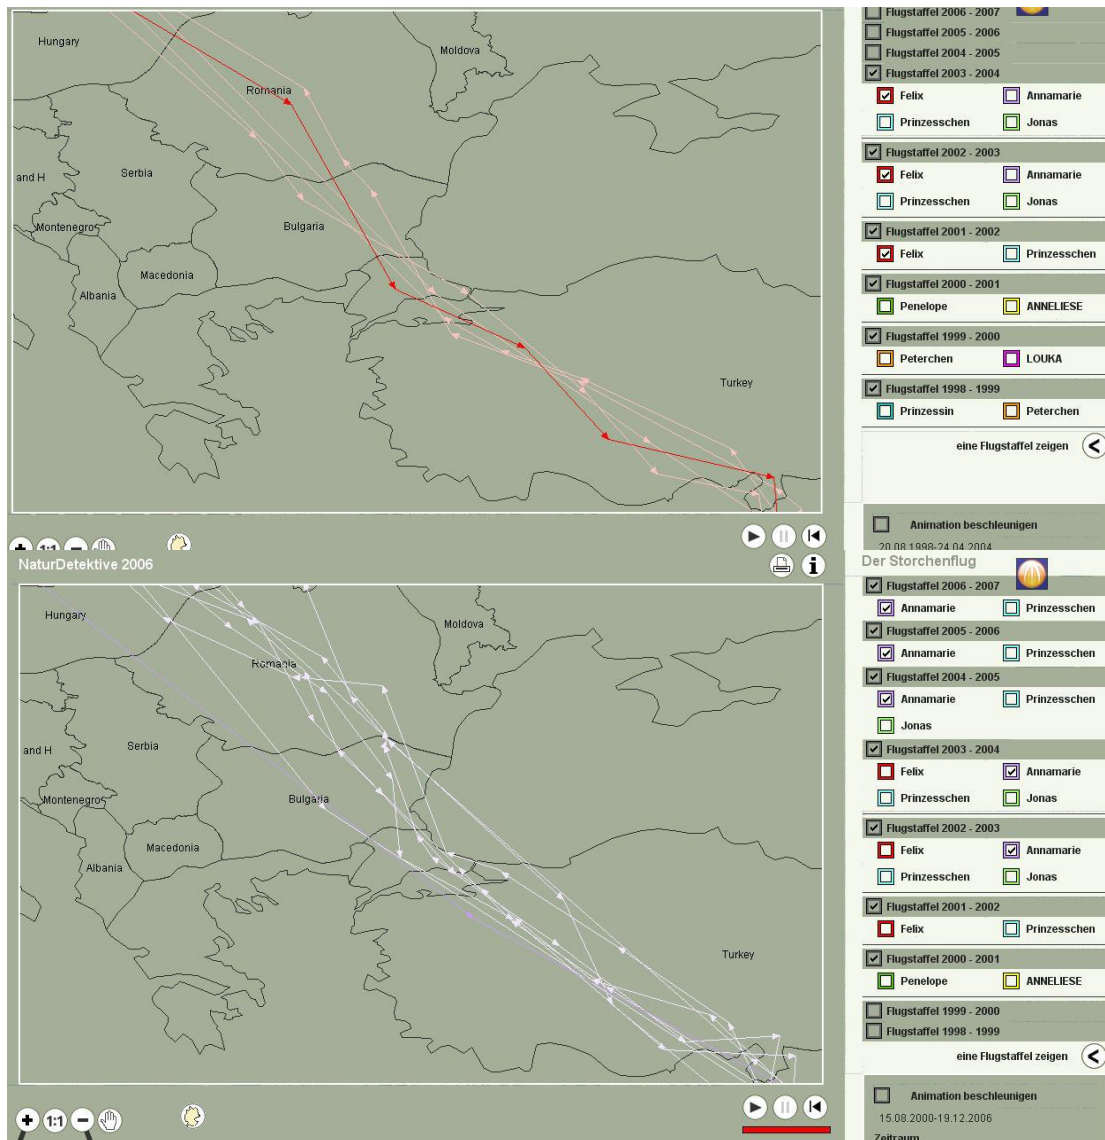 Hungary
Moldova
Romania
Serbia
and H
Montenegro
Bulgaria
Macedonia
Albania
Turkey
1:1
Flugstaffel 2006 - 2007
Flugstaffel 2005 - 2006
Flugstaffel 2004 - 2005
Flugstaffel 2003 - 2004
Felix Annamarie
Prinzesschen Jonas
Flugstaffel 2002 - 2003
Felix Annamarie
Prinzesschen Jonas
Flugstaffel 2001 - 2002
Felix Prinzesschen
Flugstaffel 2000 - 2001
Penelope ANNELIESE
Flugstaffel 1999 - 2000
Peterchen LOUKA
Flugstaffel 1998 - 1999
Prinzessin Peterchen
eine Flugstaffel zeigen
Animation beschleunigen
20.08.1998-24.04.2004
NaturDetektive 2006
Hungary
Moldova
Romania
Serbia
and H
Montenegro
Bulgaria
Macedonia
Albania
Turkey
1:1
Der Storchenflug
Flugstaffel 2006 - 2007
Annamarie Prinzesschen
Flugstaffel 2005 - 2006
Annamarie Prinzesschen
Flugstaffel 2004 - 2005
Annamarie Prinzesschen
Jonas
Flugstaffel 2003 - 2004
Felix Annamarie
Prinzesschen Jonas
Flugstaffel 2002 - 2003
Felix Annamarie
Prinzesschen Jonas
Flugstaffel 2001 - 2002
Felix Prinzesschen
Flugstaffel 2000 - 2001
Penelope ANNELIESE
Flugstaffel 1999 - 2000
Flugstaffel 1998 - 1999
eine Flugstaffel zeigen
Animation beschleunigen
15.08.2000-19.12.2006
Zeitraum